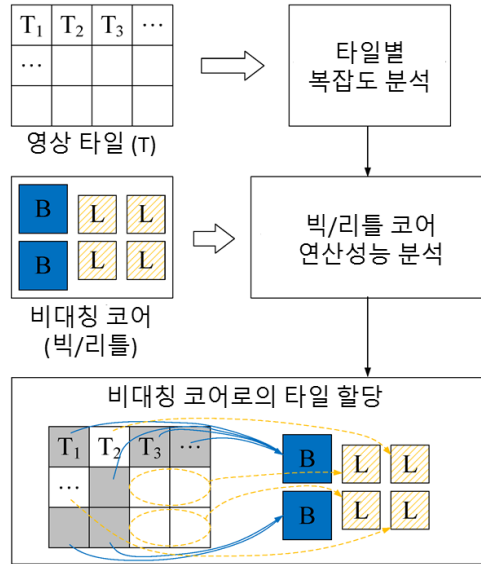 T1 T2 T3 ...
...
영상 타일 (T)
타일별
복잡도 분석
B L L
B L L
비대칭 코어
(빅/리틀)
빅/리틀 코어
연산성능 분석
비대칭 코어로의 타일 할당
T1 T2 T3 ...
...
B L L
B L L